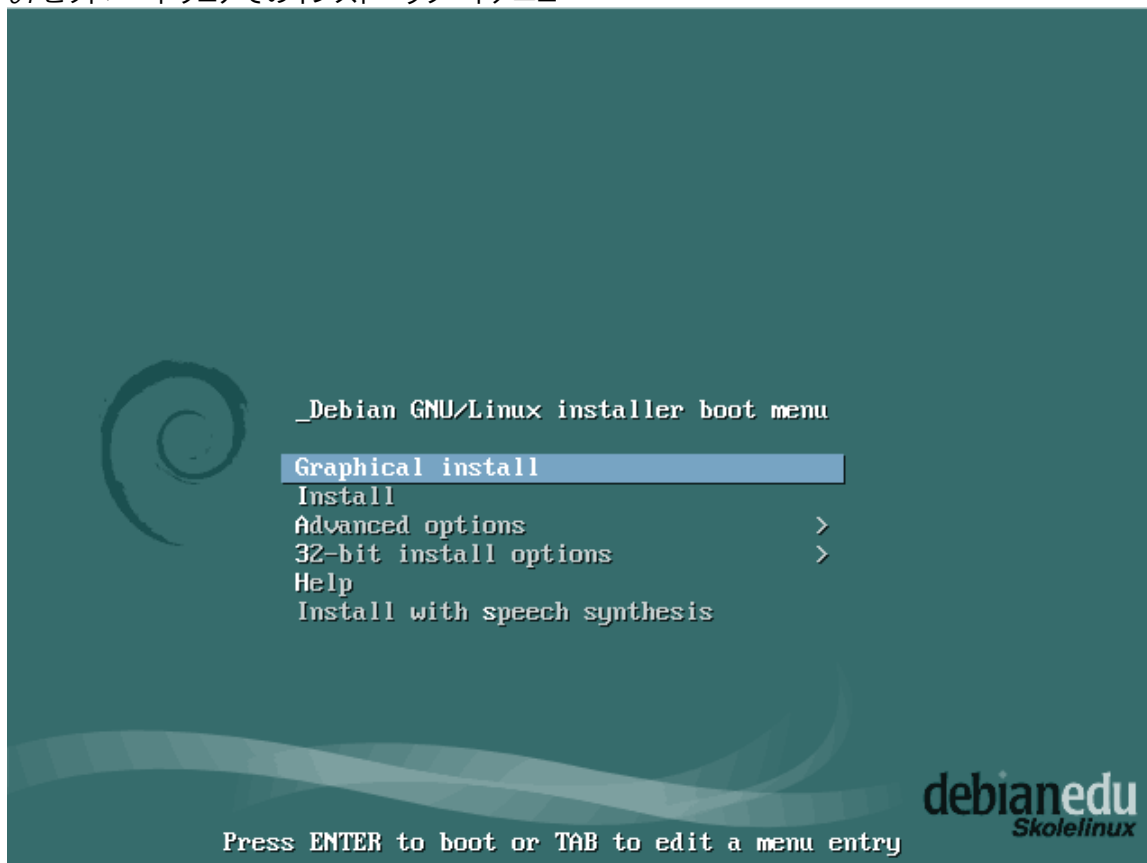 _Debian GNU/Linux installer boot menu
Graphical install
Install
Advanced options >
32-bit install options >
Help
Install with speech synthesis
debianedu
Skolelinux
Press ENTER to boot or TAB to edit a menu entry